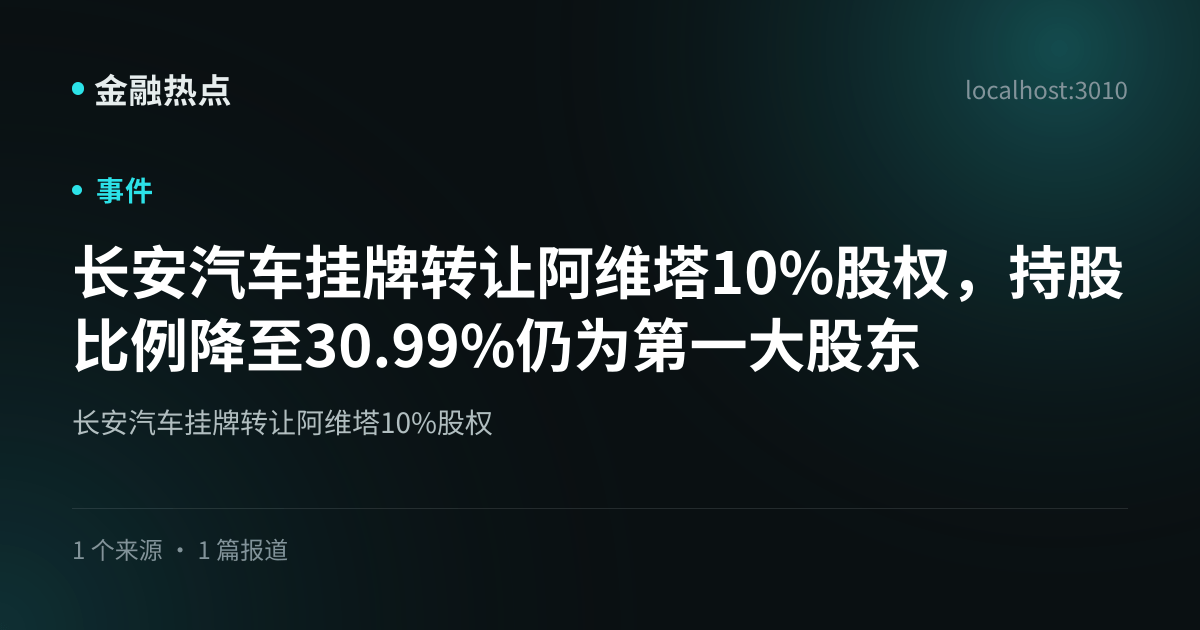 金融热点
localhost:3010
事件
长安汽车挂牌转让阿维塔10%股权，持股
比例降至30.99%仍为第一大股东
长安汽车挂牌转让阿维塔10%股权
1 个来源 · 1 篇报道